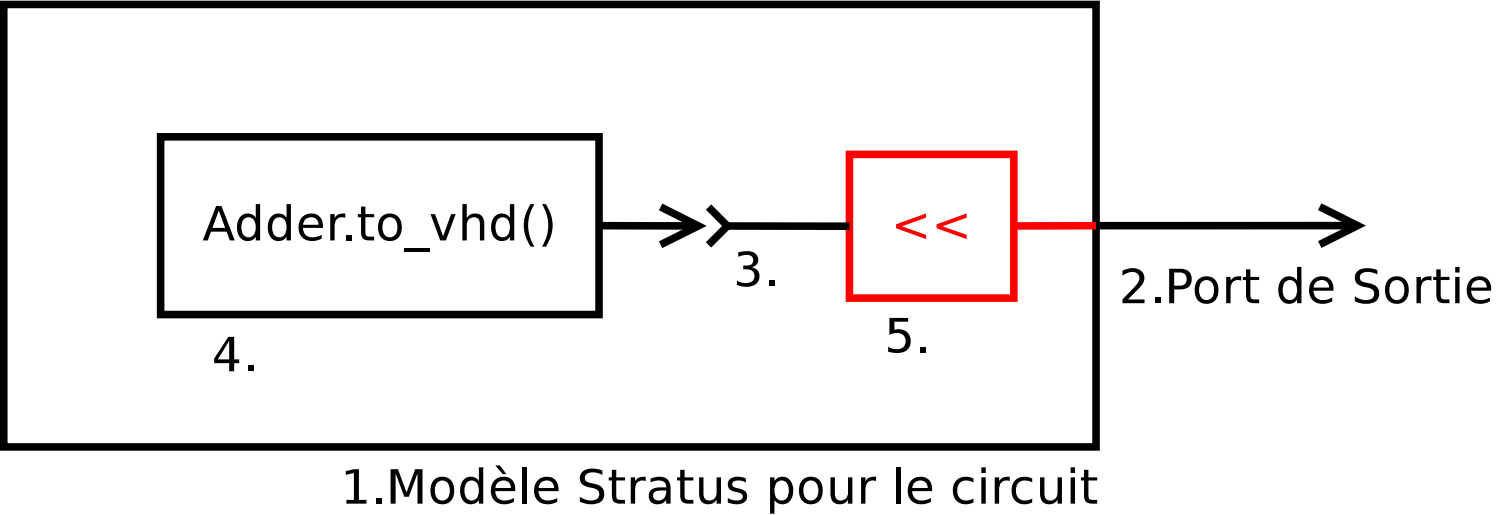 Adder.to_vhd()
<<
3.
2.Port de Sortie
4.
5.
1.Modèle Stratus pour le circuit